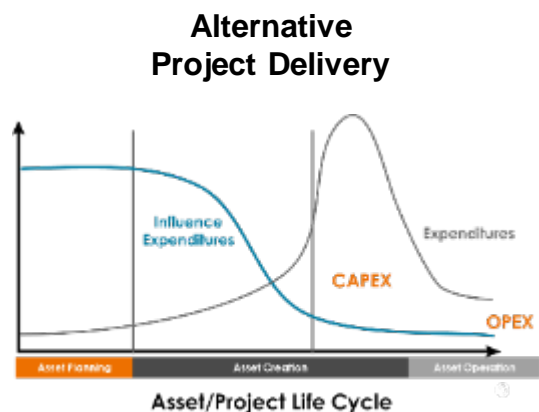 Alternative
Project Delivery
Influence
Expenditures
Expenditures
CAPEX
OPEX
Asset Planning
Asset Creation
Asset Operation
Asset/Project Life Cycle